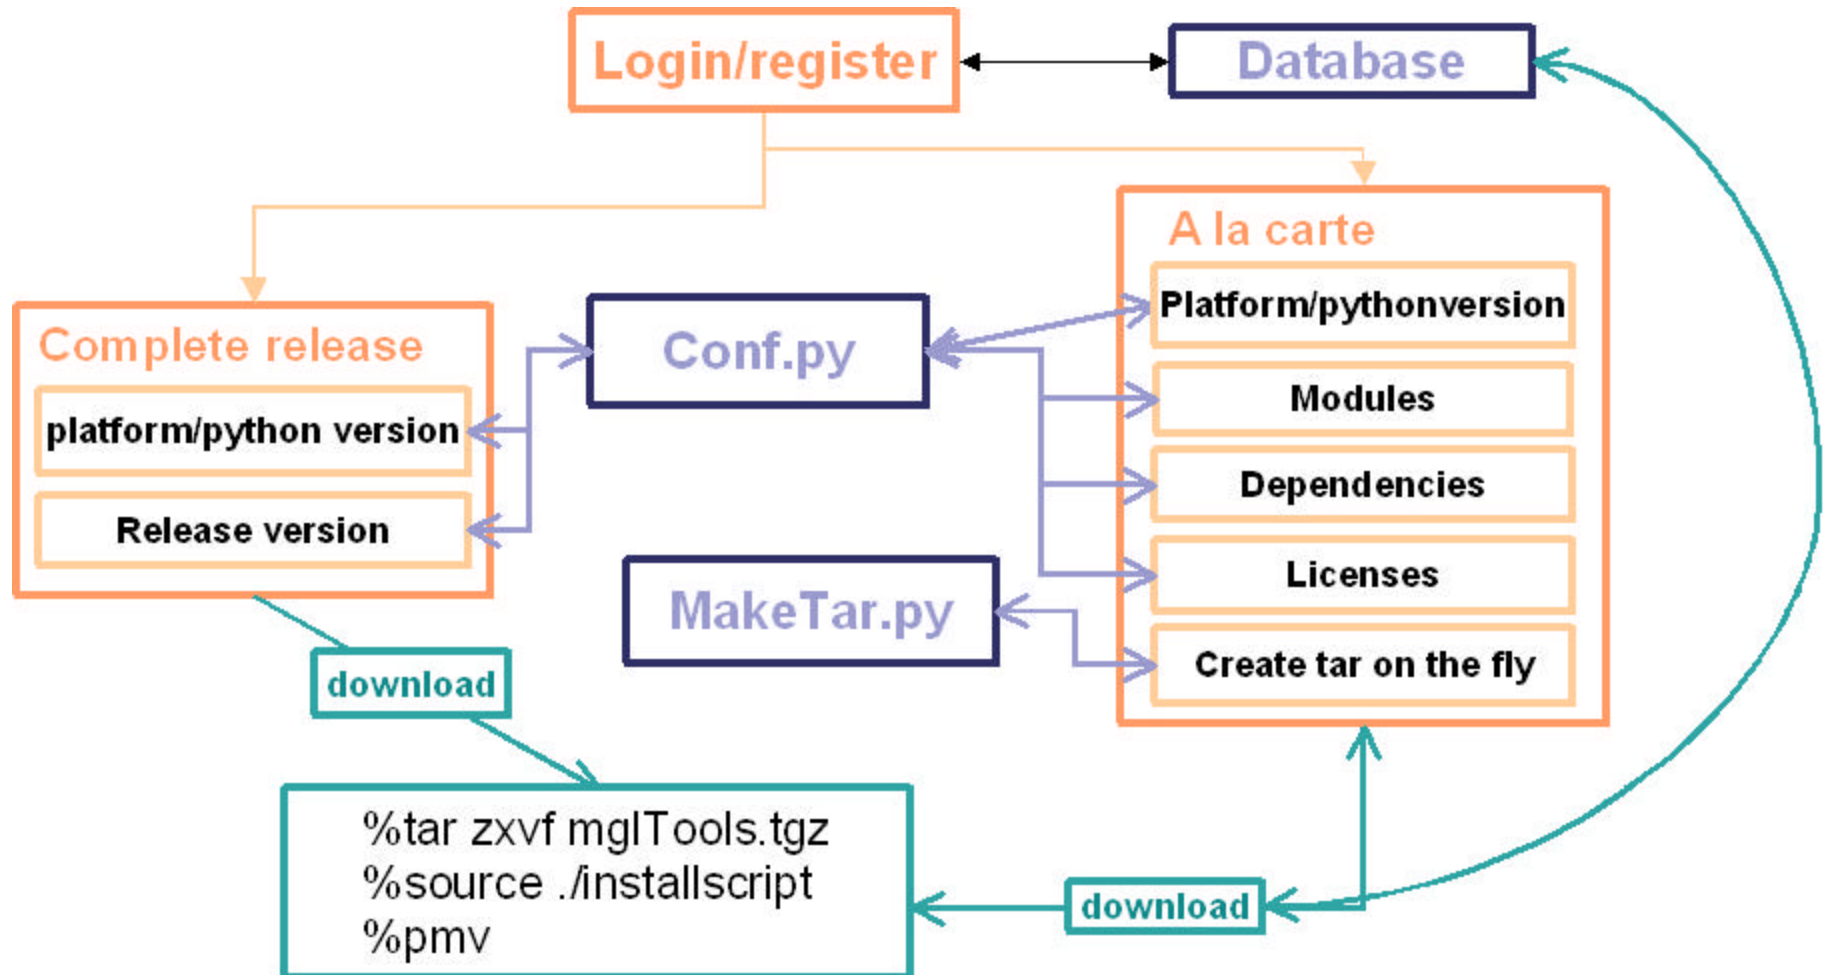 Login/register
Database
A la carte
Platform/pythonversion
Modules
Dependencies
Licenses
Create tar on the fly
Complete release
platform/python version
Release version
Conf.py
MakeTar.py
download
%tar zxvf mglTools.tgz
%source ./installscript
%pmv
download